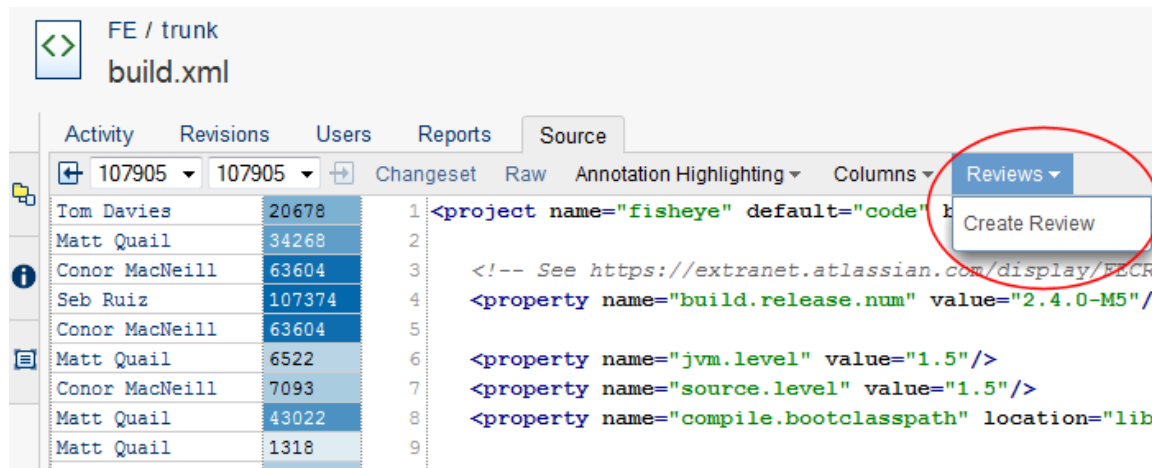 FE / trunk
build.xml
Activity Revisions Users Reports Source
107905 107905 Changeset Raw Annotation Highlighting Columns Reviews
Create Review
Tom Davies 20678 1 <project name="fisheye" default="code" b
Matt Quail 34268 2
Conor MacNeill 63604 3 <!-- See https://extranet.atlassian.com/display/FECR
Seb Ruiz 107374 4 <property name="build.release.num" value="2.4.0-M5"/
Conor MacNeill 63604 5
Matt Quail 6522 6 <property name="jvm.level" value="1.5"/>
Conor MacNeill 7093 7 <property name="source.level" value="1.5"/>
Matt Quail 43022 8 <property name="compile.bootclasspath" location="lib
Matt Quail 1318 9